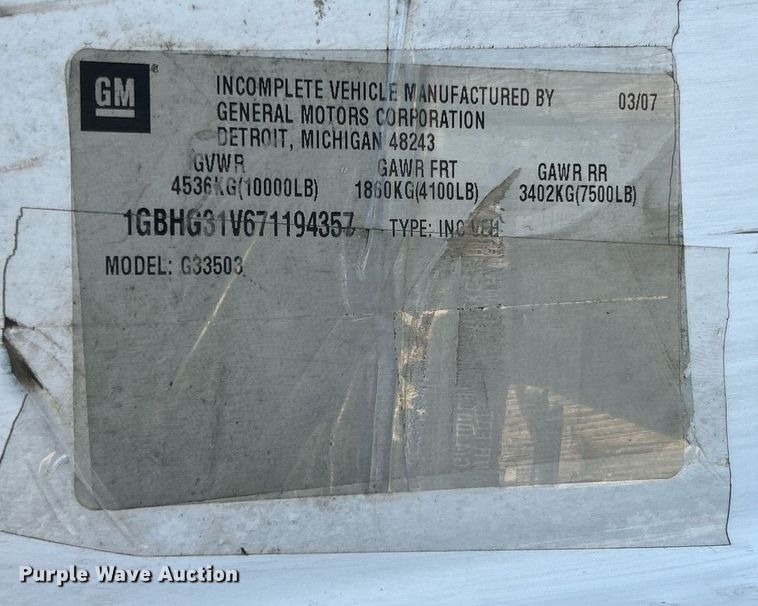 GM®
INCOMPLETE VEHICLE MANUFACTURED BY 03/07
GENERAL MOTORS CORPORATION
DETROIT, MICHIGAN 48243
GVWR GAWR FRT GAWR RR
4536KG(10000LB) 1860KG(4100LB) 3402KG(7500LB)
1GBHG31V671194357 TYPE: INC VEH
MODEL: G33503
Purple Wave Auction